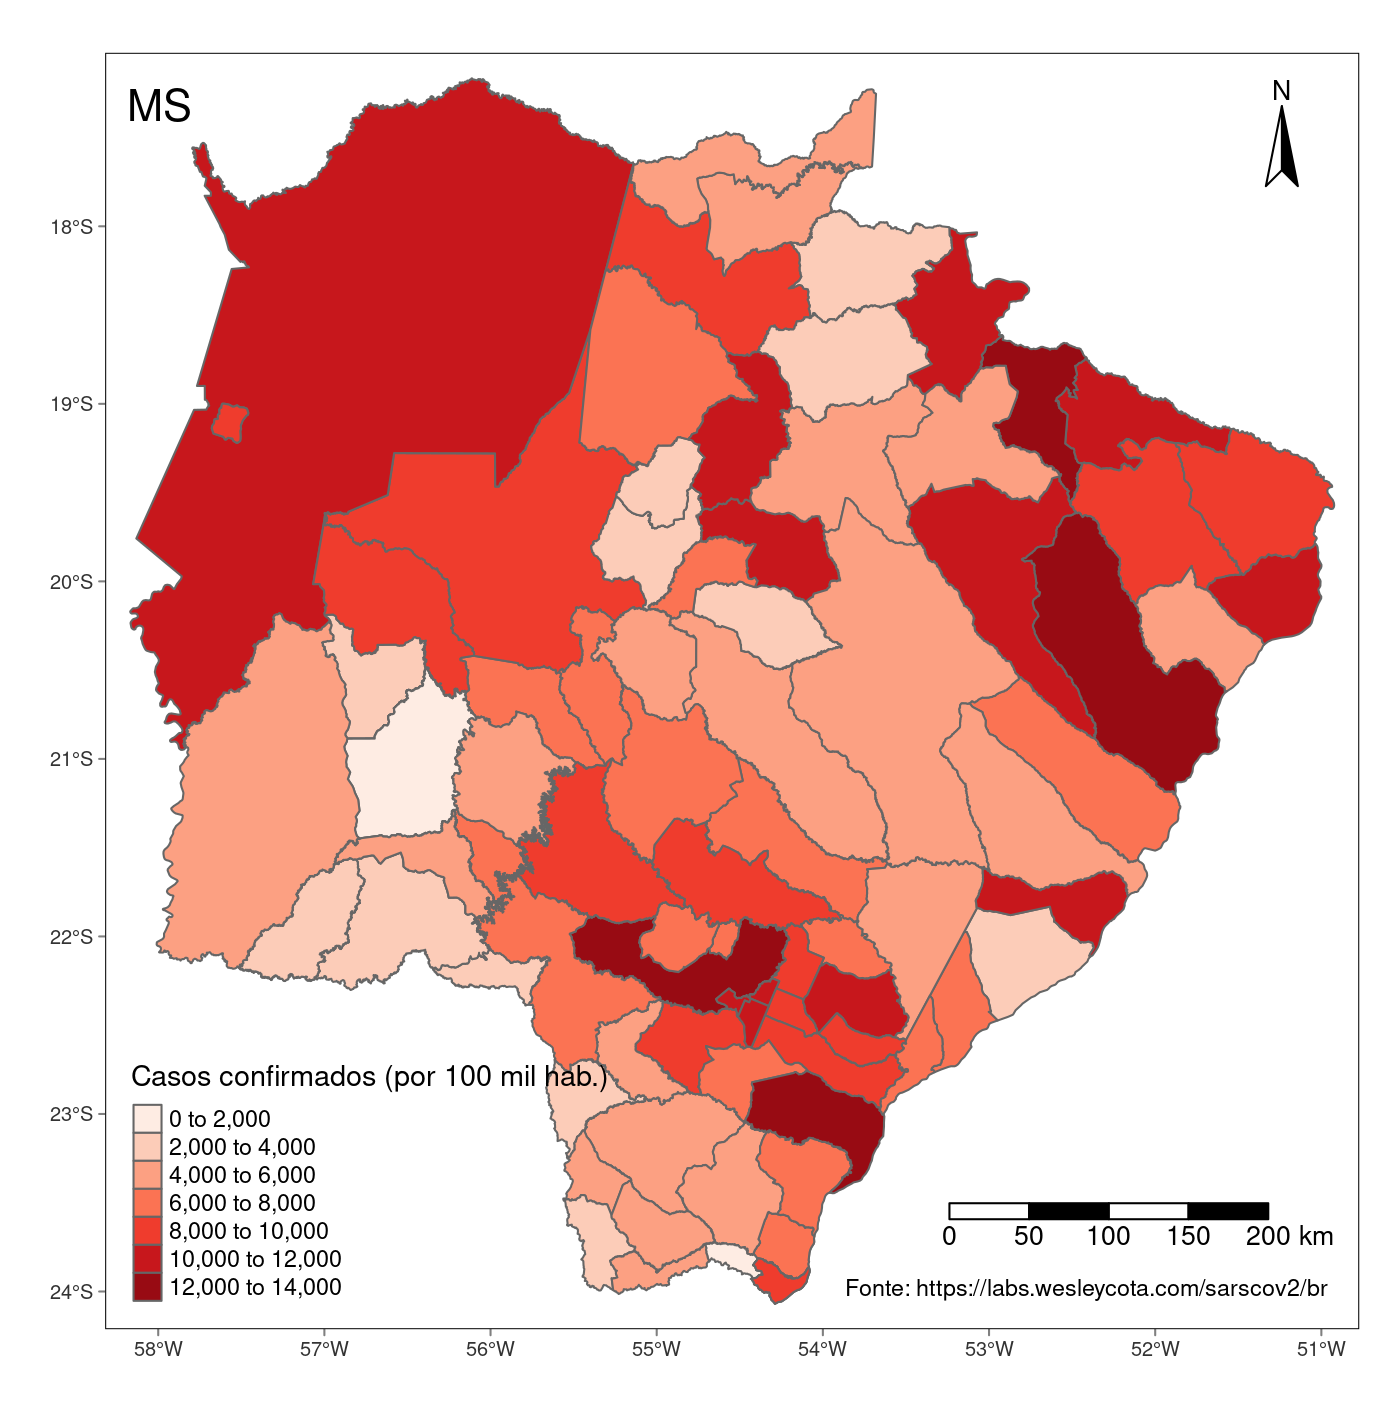 MS
N
18°S
19°S
20°S
21°S
22°S
23°S
24°S
Casos confirmados (por 100 mil hab.)
0 to 2,000
2,000 to 4,000
4,000 to 6,000
6,000 to 8,000
8,000 to 10,000
10,000 to 12,000
12,000 to 14,000
0 50 100 150 200 km
Fonte: https://labs.wesleycota.com/sarscov2/br
58°W 57°W 56°W 55°W 54°W 53°W 52°W 51°W